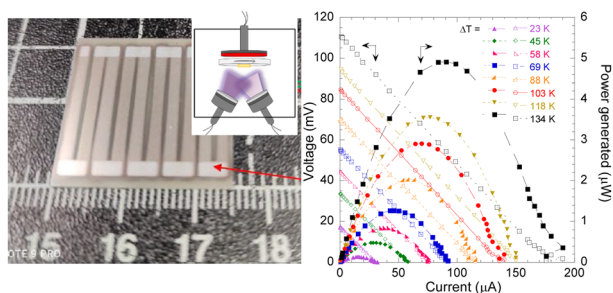 OTE 9 PRO
15
16
17
18
120
100
80
60
40
20
0
Voltage (mV)
0
50
100
150
200
Current (μA)
6
5
4
3
2
1
0
Power generated (μW)
ΔT =
23 K
45 K
58 K
69 K
88 K
103 K
118 K
134 K